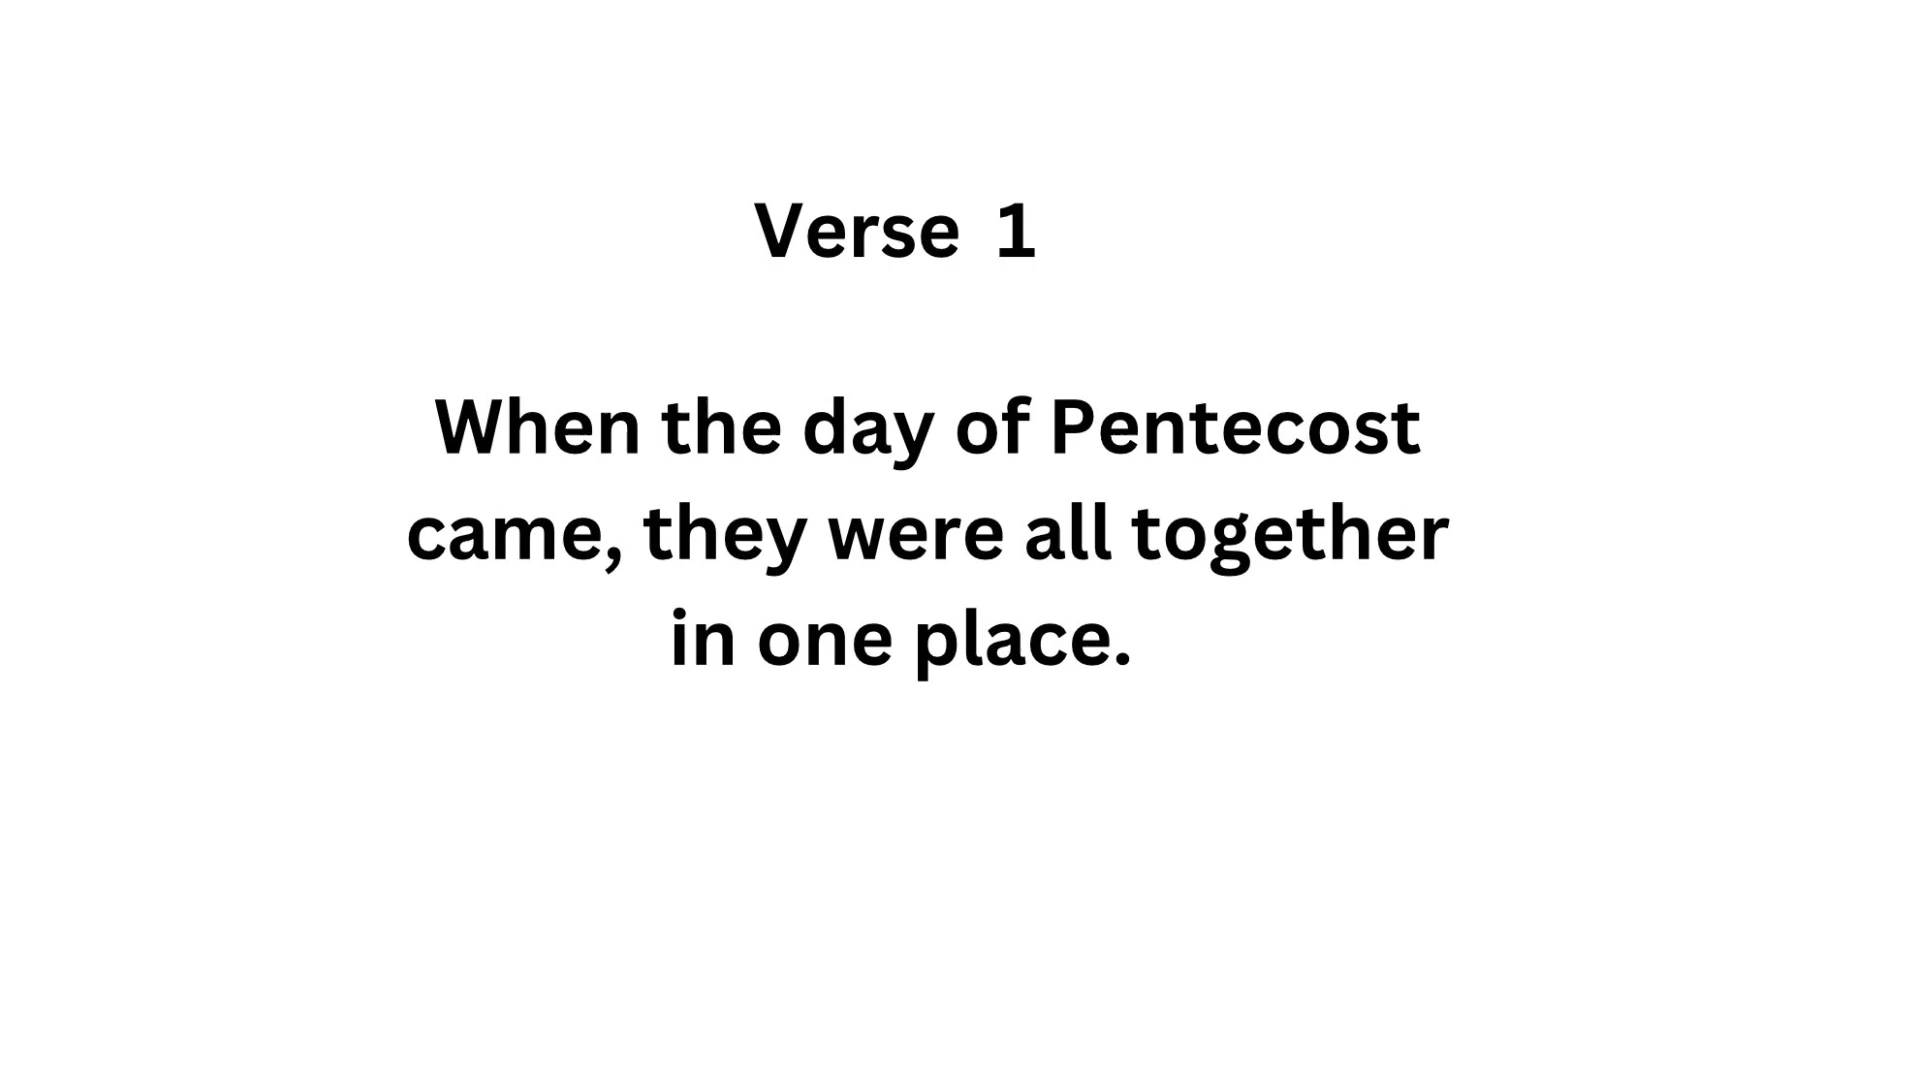 Verse 1
When the day of Pentecost
came, they were all together
in one place.